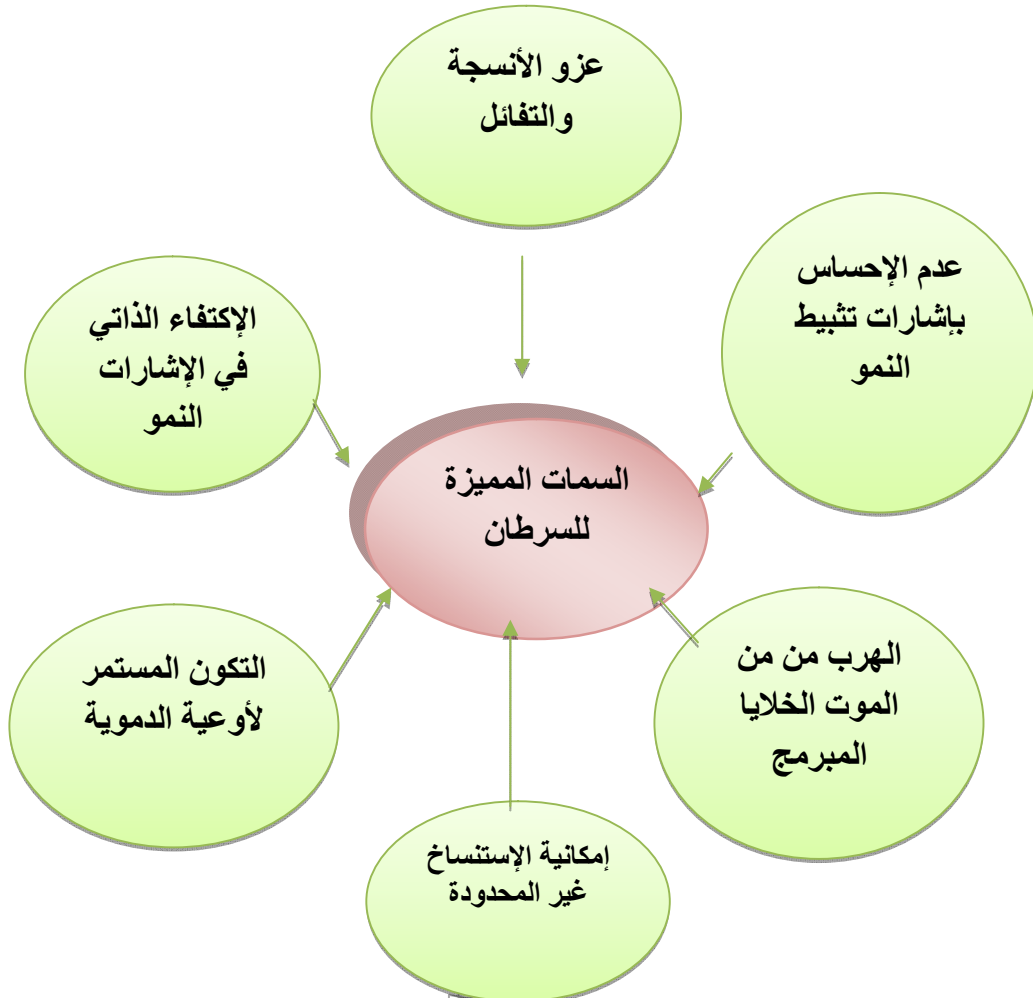 عزو الأنسجة
والتفائل
عدم الإحساس
بإشارات تثبيط
النمو
الإكتفاء الذاتي
في الإشارات
النمو
السمات المميزة
للسرطان
الهرب من من
الموت الخلايا
المبرمج
التكون المستمر
لأوعية الدموية
إمكانية الإستنساخ
غير المحدودة